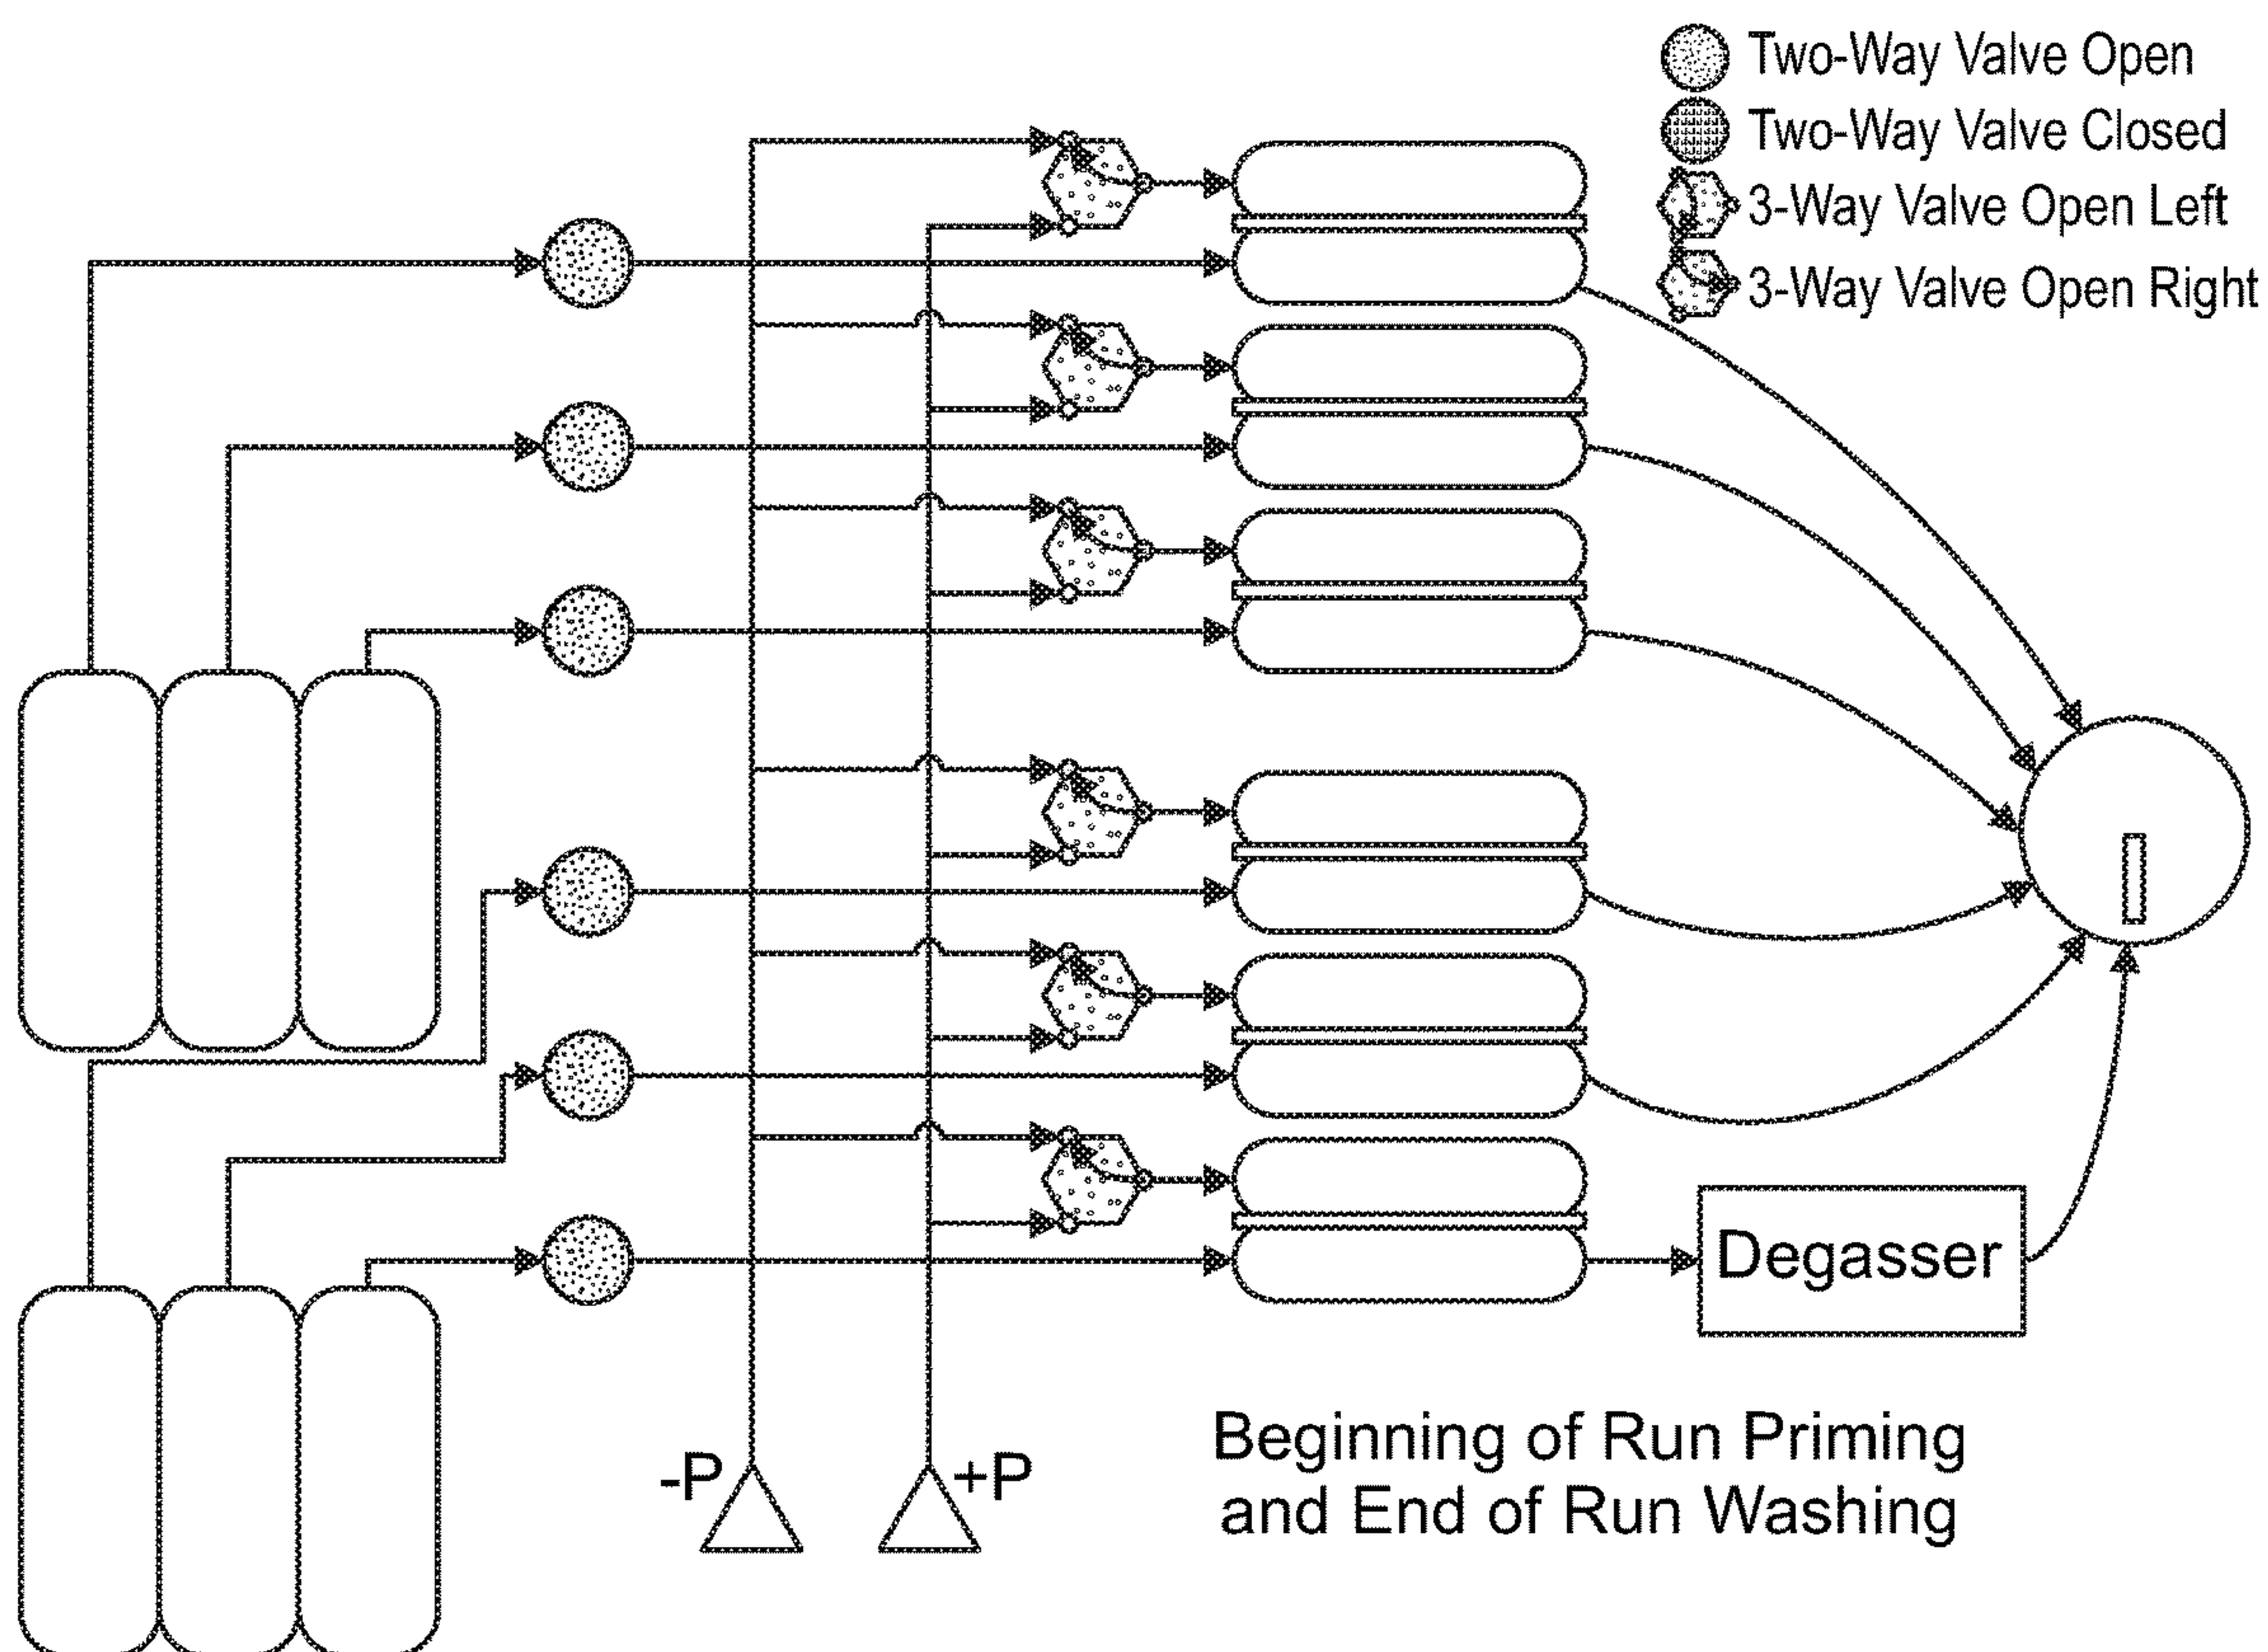 Two-Way Valve Open
Two-Way Valve Closed
3-Way Valve Open Left
3-Way Valve Open Right
Degasser
-P
+P
Beginning of Run Priming
and End of Run Washing